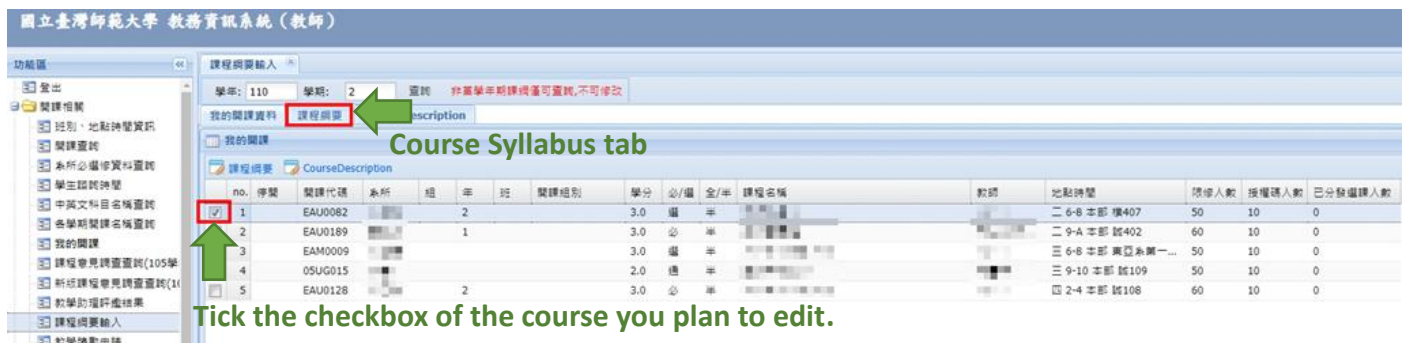 國立臺灣師範大學 教務資訊系統(教師)
功能區
課程綱要輸入
登出
開課相關
班別、地點時間資訊
開課查詢
系所必選修資料查詢
學生諮詢時間
中英文科目名稱查詢
各學期開課名稱查詢
我的開課
課程意見調查查詢(105學
新版課程意見調查查詢(1(
教學助理評鑑結果
課程綱要輸入
學年: 110 學期: 2 查詢 非當學年期課綱僅可查詢,不可修改
我的開課資料 課程綱要 escription
Course Syllabus tab
我的開課
課程綱要 CourseDescription
no. 停開 開課代碼 系所 組 年 班 開課組別 學分 必/選 全/半 課程名稱 教師 地點時間 限修人數 授權碼人數 已分發選課人數
1 EAU0082 2 3.0 選 半 二 6-8 本部 樸407 50 10 0
2 EAU0189 1 3.0 必 半 二 9-A 本部 誠402 60 10 0
3 EAM0009 3.0 選 半 三 6-8 本部 東亞系第一... 50 10 0
4 05UG015 2.0 通 半 三 9-10 本部 誠109 50 10 0
5 EAU0128 2 3.0 必 半 四 2-4 本部 誠108 60 10 0
Tick the checkbox of the course you plan to edit.